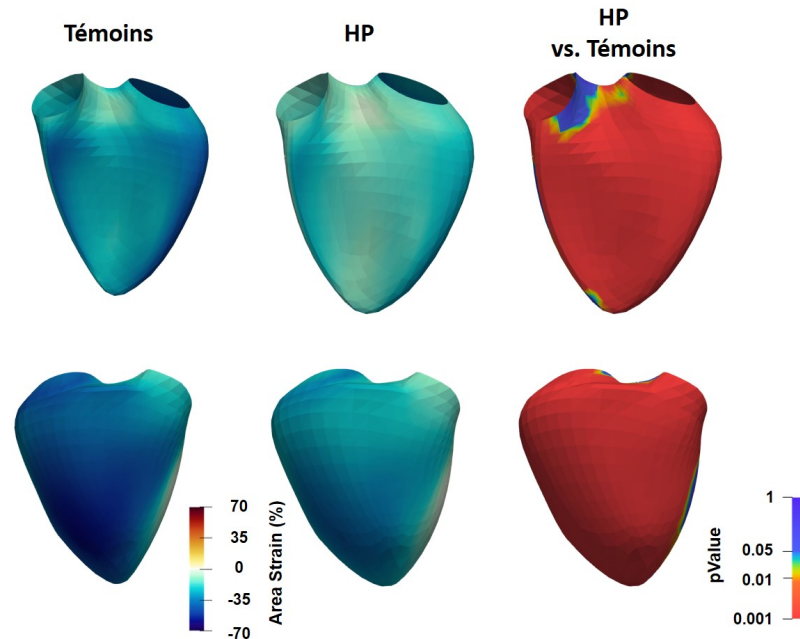 Témoins
HP
HP
vs. Témoins
70
35
0
-35
-70
Area Strain (%)
1
0.05
0.01
0.001
pValue